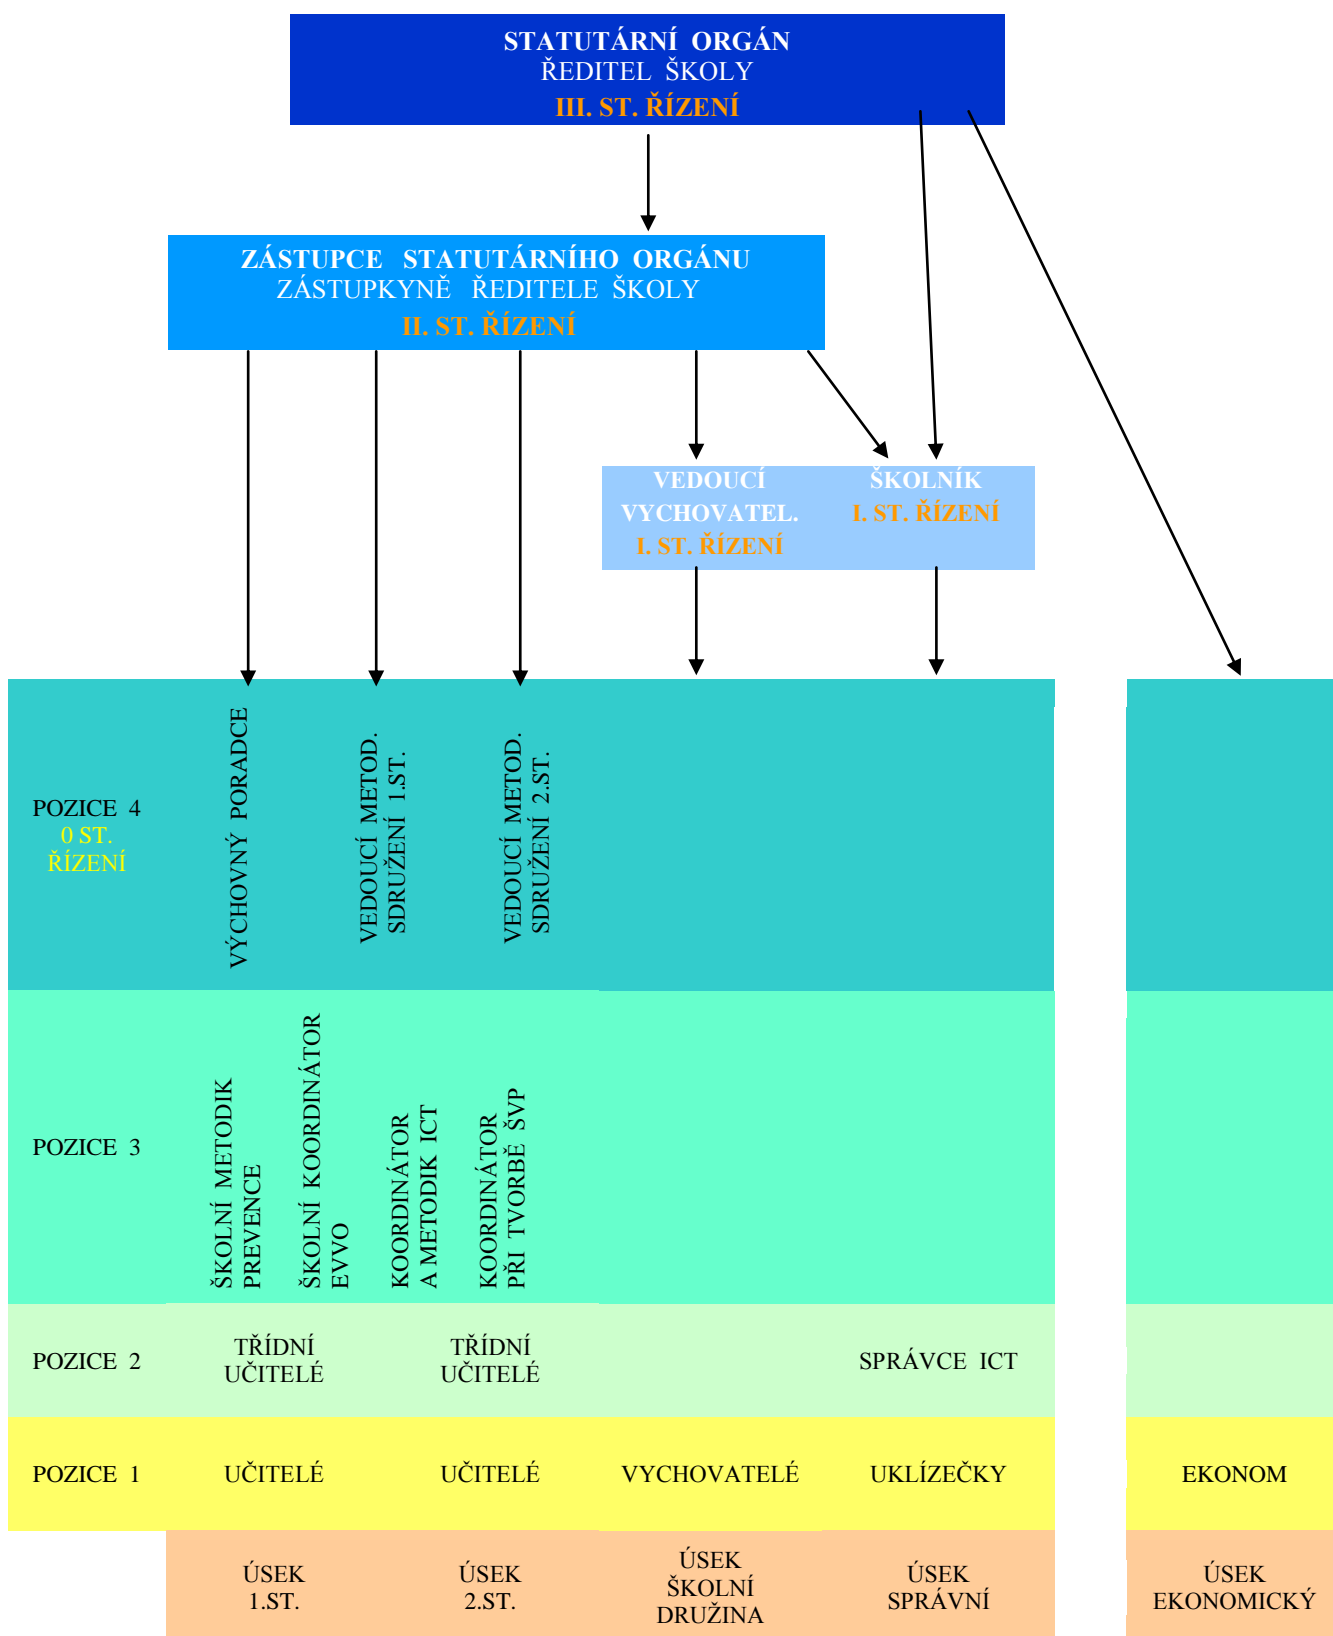 STATUTÁRNÍ ORGÁN
ŘEDITEL ŠKOLY
III. ST. ŘÍZENÍ
ZÁSTUPCE STATUTÁRNÍHO ORGÁNU
ZÁSTUPKYNĚ ŘEDITELE ŠKOLY
II. ST. ŘÍZENÍ
VEDOUCÍ
VYCHOVATEL.
I. ST. ŘÍZENÍ
ŠKOLNÍK
I. ST. ŘÍZENÍ
POZICE 4
0 ST.
ŘÍZENÍ
VÝCHOVNÝ PORADCE
VEDOUCÍ METOD.
SDRUŽENÍ 1.ST.
VEDOUCÍ METOD.
SDRUŽENÍ 2.ST.
POZICE 3
ŠKOLNÍ METODIK
PREVENCE
ŠKOLNÍ KOORDINÁTOR
EVVO
KOORDINÁTOR
A METODIK ICT
KOORDINÁTOR
PŘI TVORBĚ ŠVP
POZICE 2
TŘÍDNÍ
UČITELÉ
TŘÍDNÍ
UČITELÉ
SPRÁVCE ICT
POZICE 1
UČITELÉ
UČITELÉ
VYCHOVATELÉ
UKLÍZEČKY
EKONOM
ÚSEK
1.ST.
ÚSEK
2.ST.
ÚSEK
ŠKOLNÍ
DRUŽINA
ÚSEK
SPRÁVNÍ
ÚSEK
EKONOMICKÝ